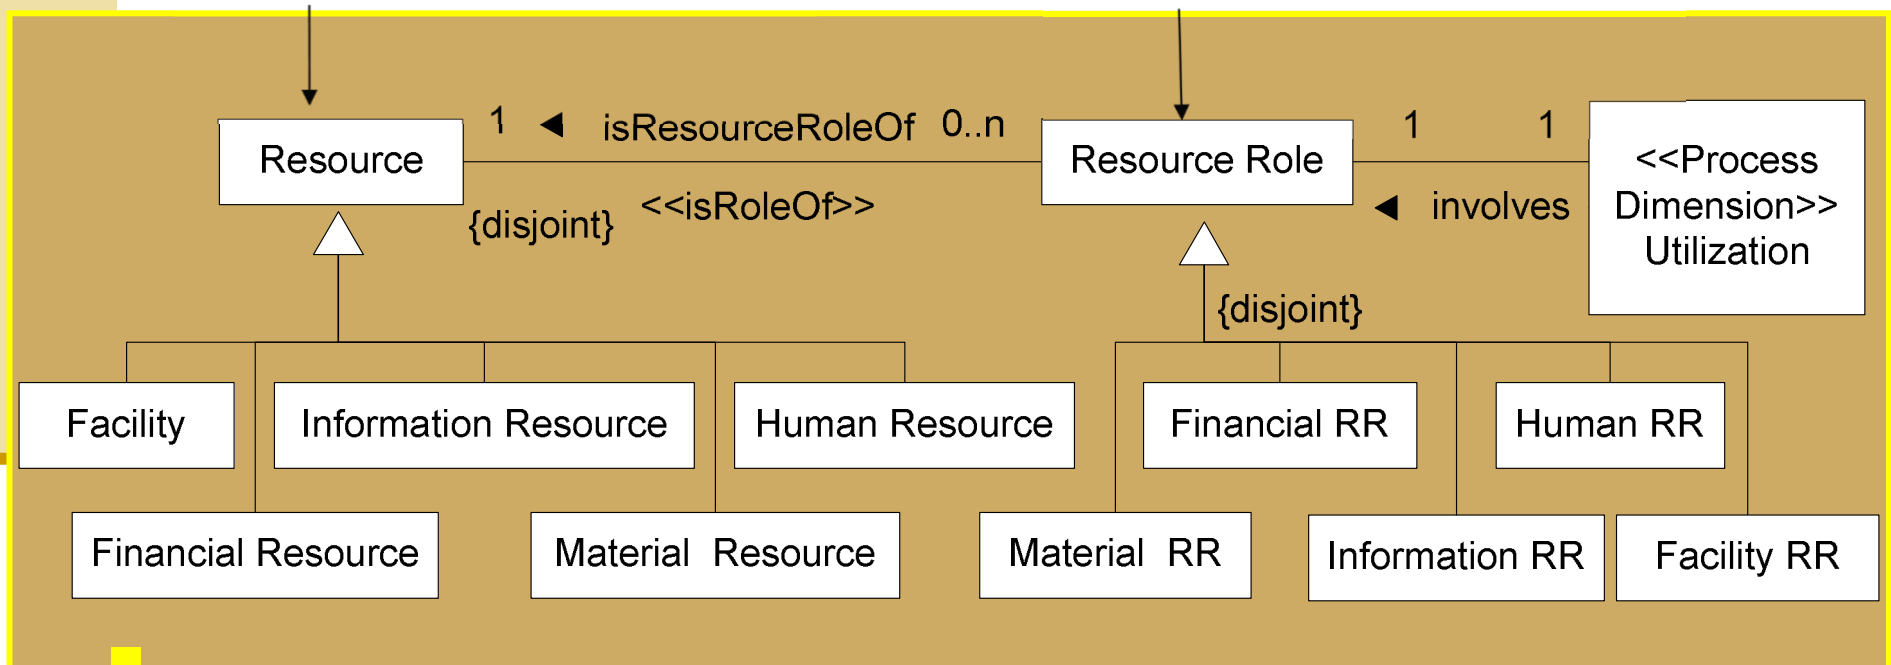 1 ◄ isResourceRoleOf 0..n
1 1
Resource
Resource Role
<<Process
Dimension>>
Utilization
{disjoint}
<<isRoleOf>>
◄ involves
{disjoint}
Facility
Information Resource
Human Resource
Financial RR
Human RR
Financial Resource
Material Resource
Material RR
Information RR
Facility RR